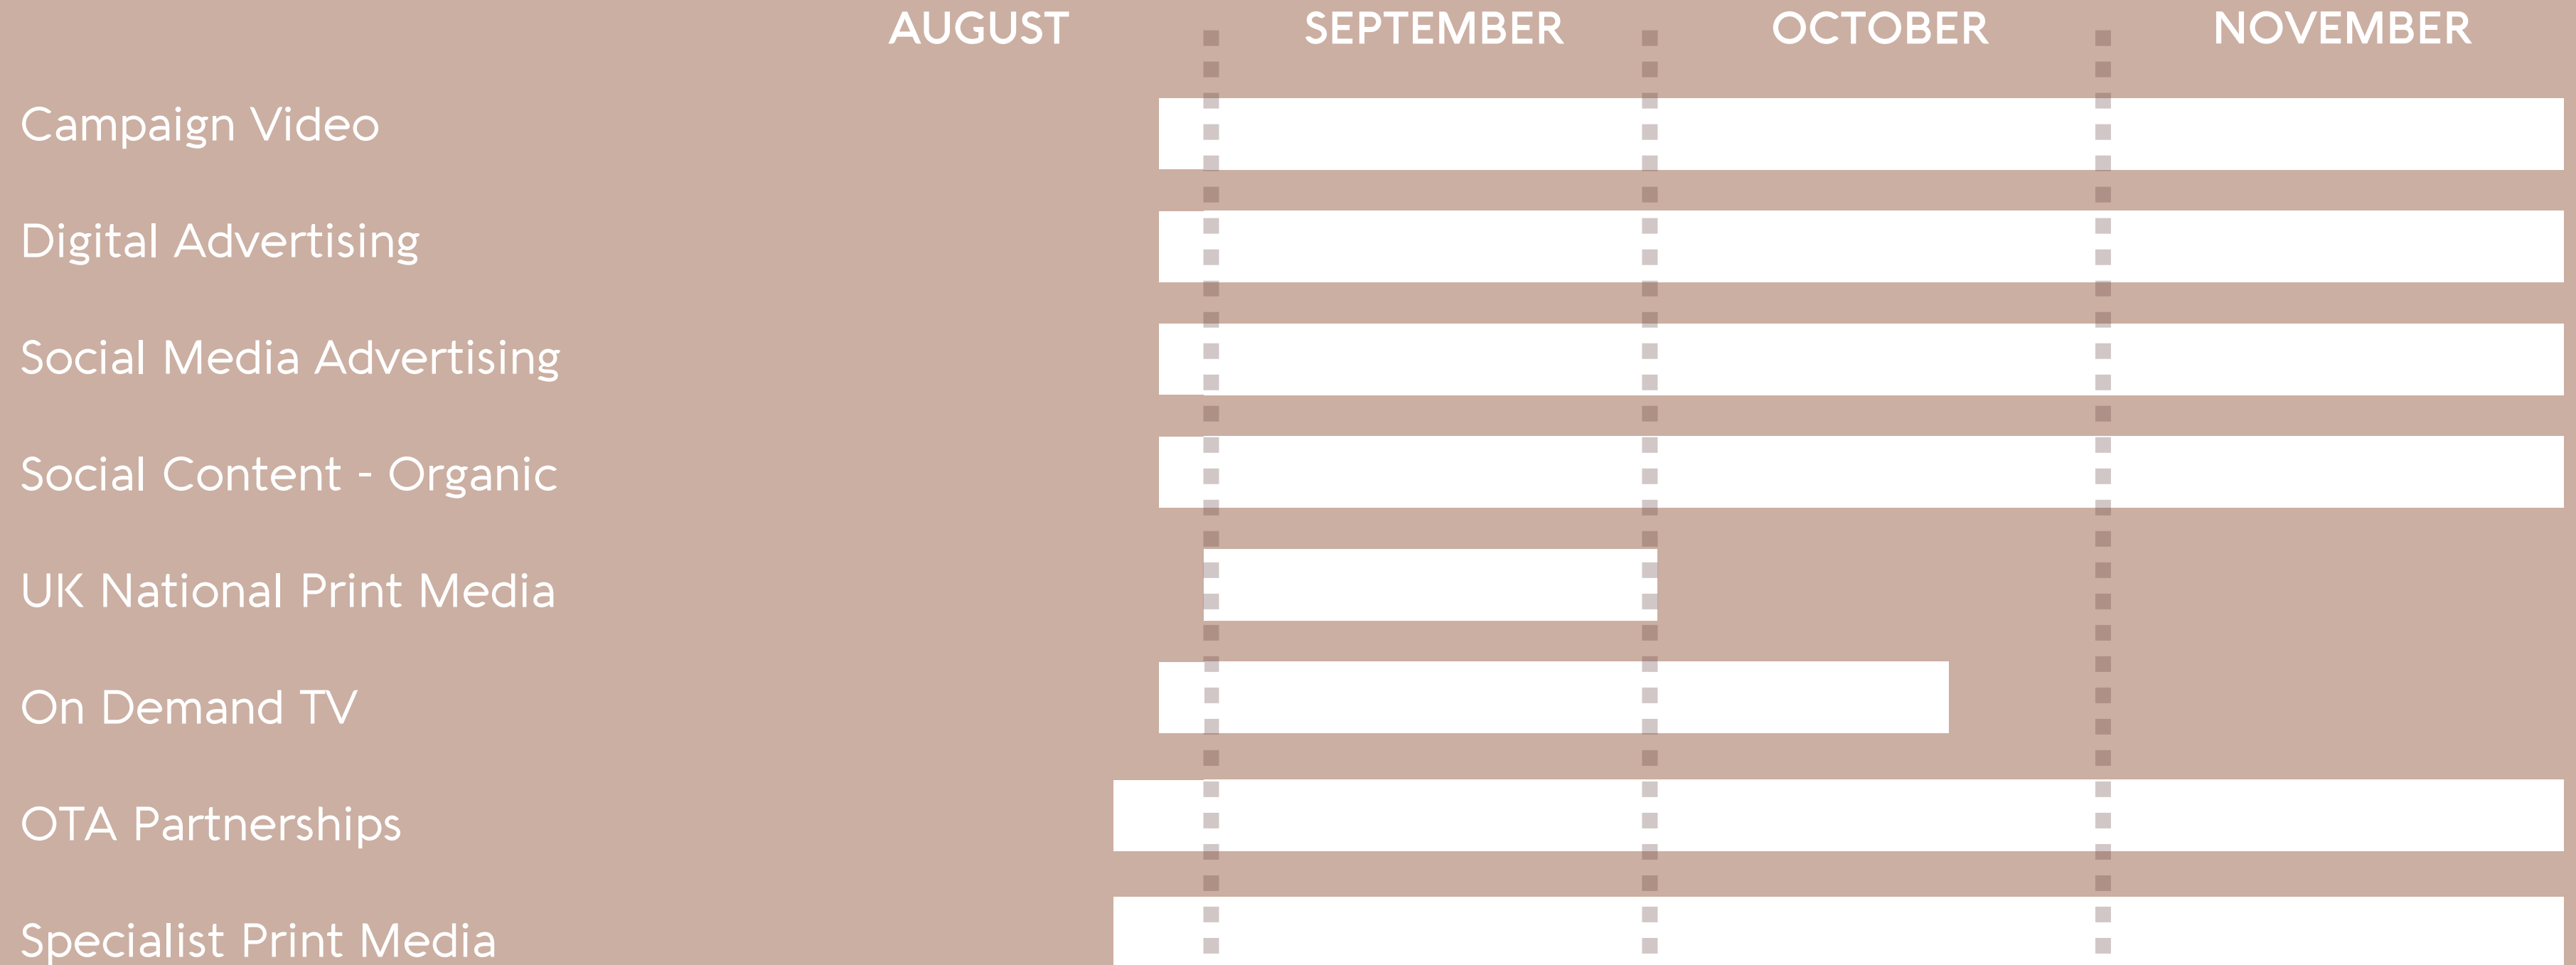 AUGUST SEPTEMBER OCTOBER NOVEMBER
Campaign Video
Digital Advertising
Social Media Advertising
Social Content - Organic
UK National Print Media
On Demand TV
OTA Partnerships
Specialist Print Media